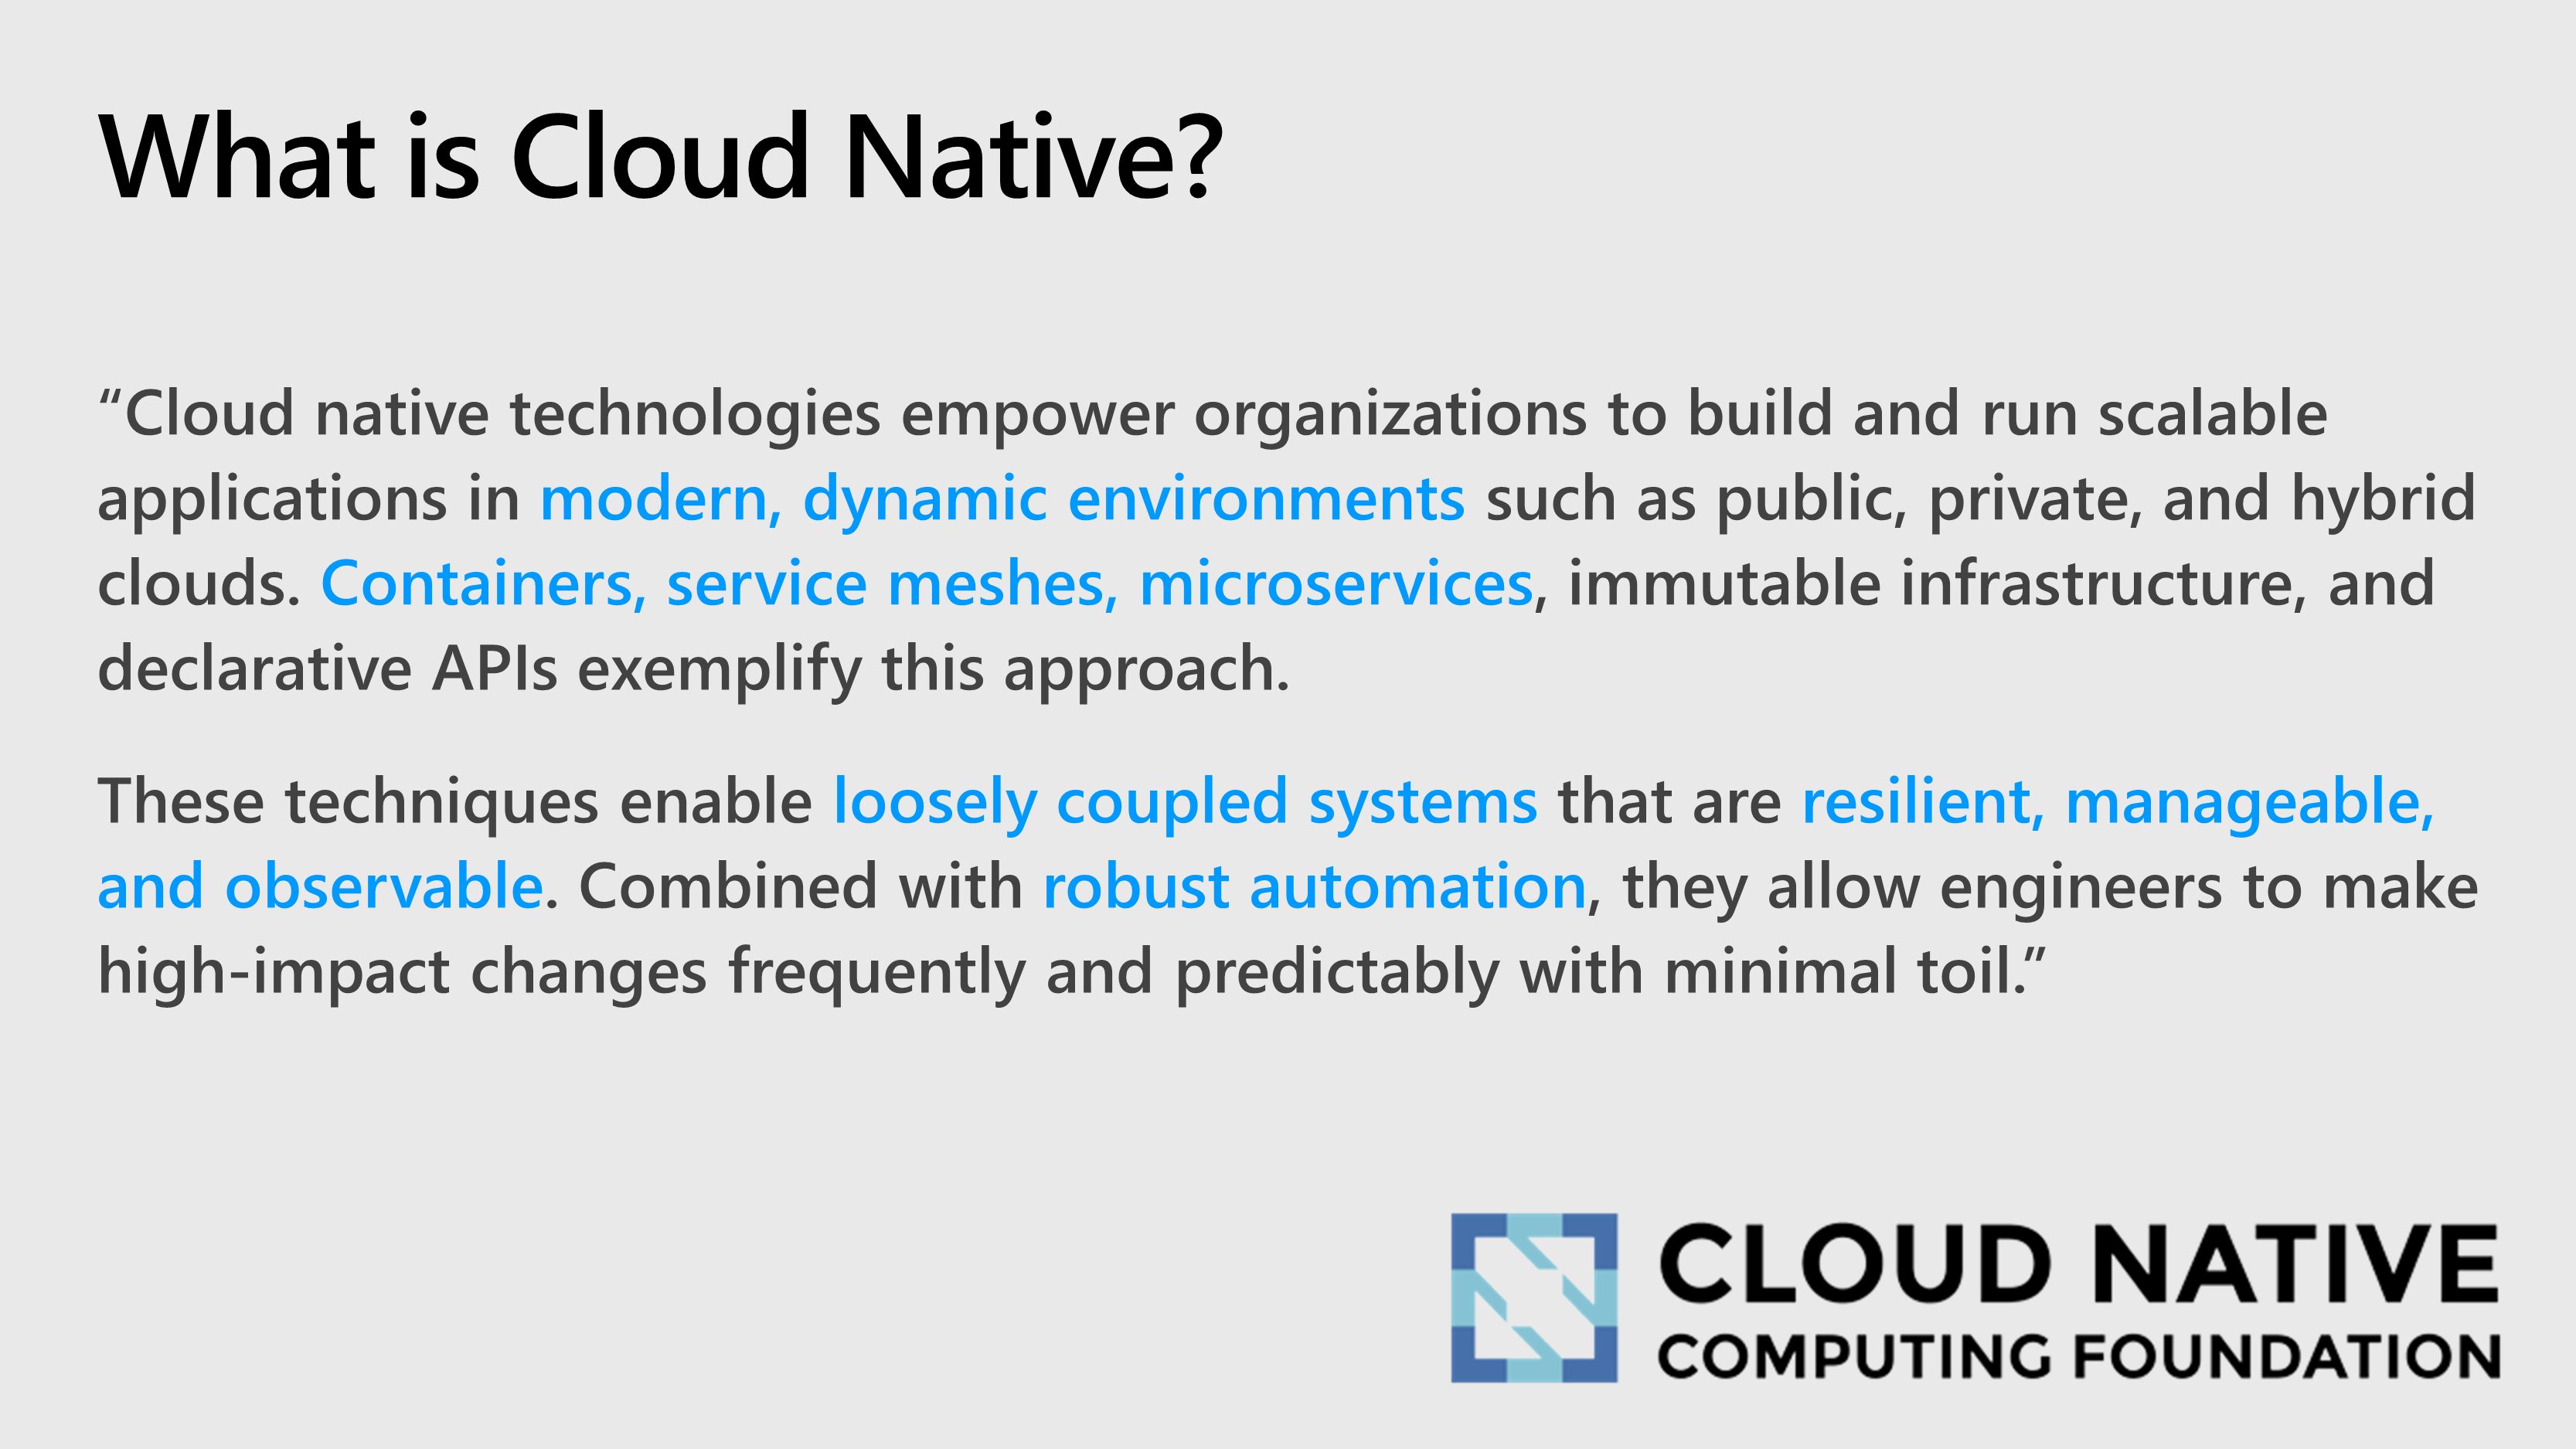 What is Cloud Native?
“Cloud native technologies empower organizations to build and run scalable
applications in modern, dynamic environments such as public, private, and hybrid
clouds. Containers, service meshes, microservices, immutable infrastructure, and
declarative APIs exemplify this approach.
These techniques enable loosely coupled systems that are resilient, manageable,
and observable. Combined with robust automation, they allow engineers to make
high-impact changes frequently and predictably with minimal toil.”
CLOUD NATIVE
COMPUTING FOUNDATION